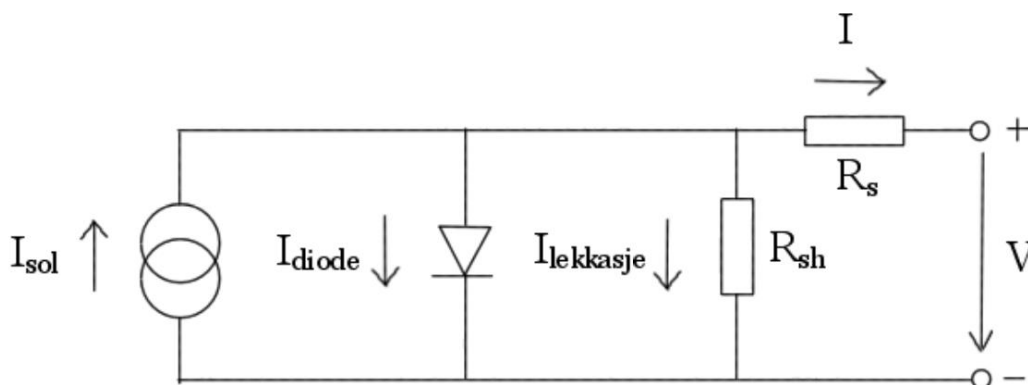 I
+
R_s
I_sol
I_diode
I_lekkasje
R_sh
V
−